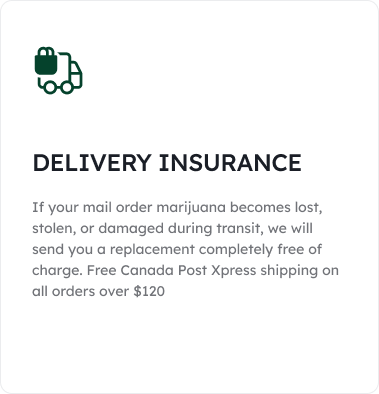 DELIVERY INSURANCE
If your mail order marijuana becomes lost,
stolen, or damaged during transit, we will
send you a replacement completely free of
charge. Free Canada Post Xpress shipping on
all orders over $120